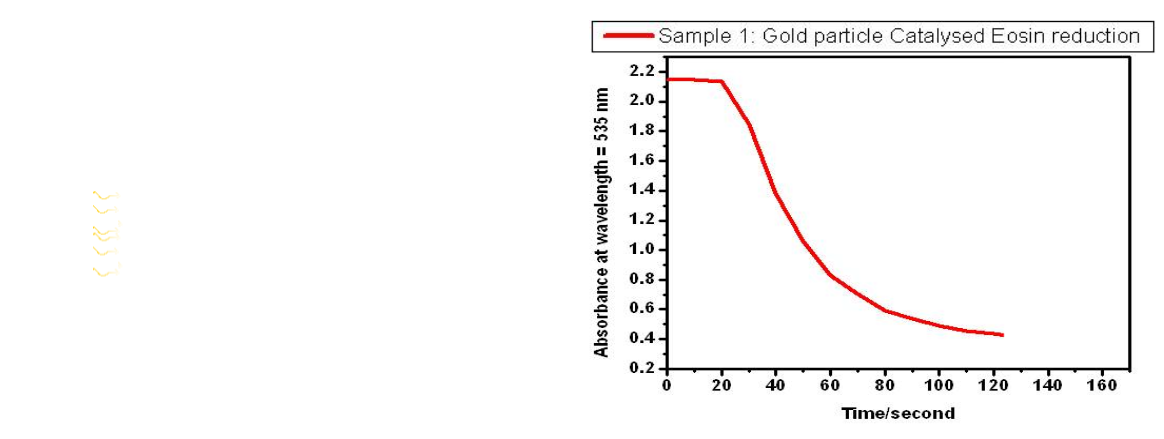 Sample 1: Gold particle Catalysed Eosin reduction
Absorbance at wavelength = 535 nm
2.2
2.0
1.8
1.6
1.4
1.2
1.0
0.8
0.6
0.4
0.2
0 20 40 60 80 100 120 140 160
Time/second